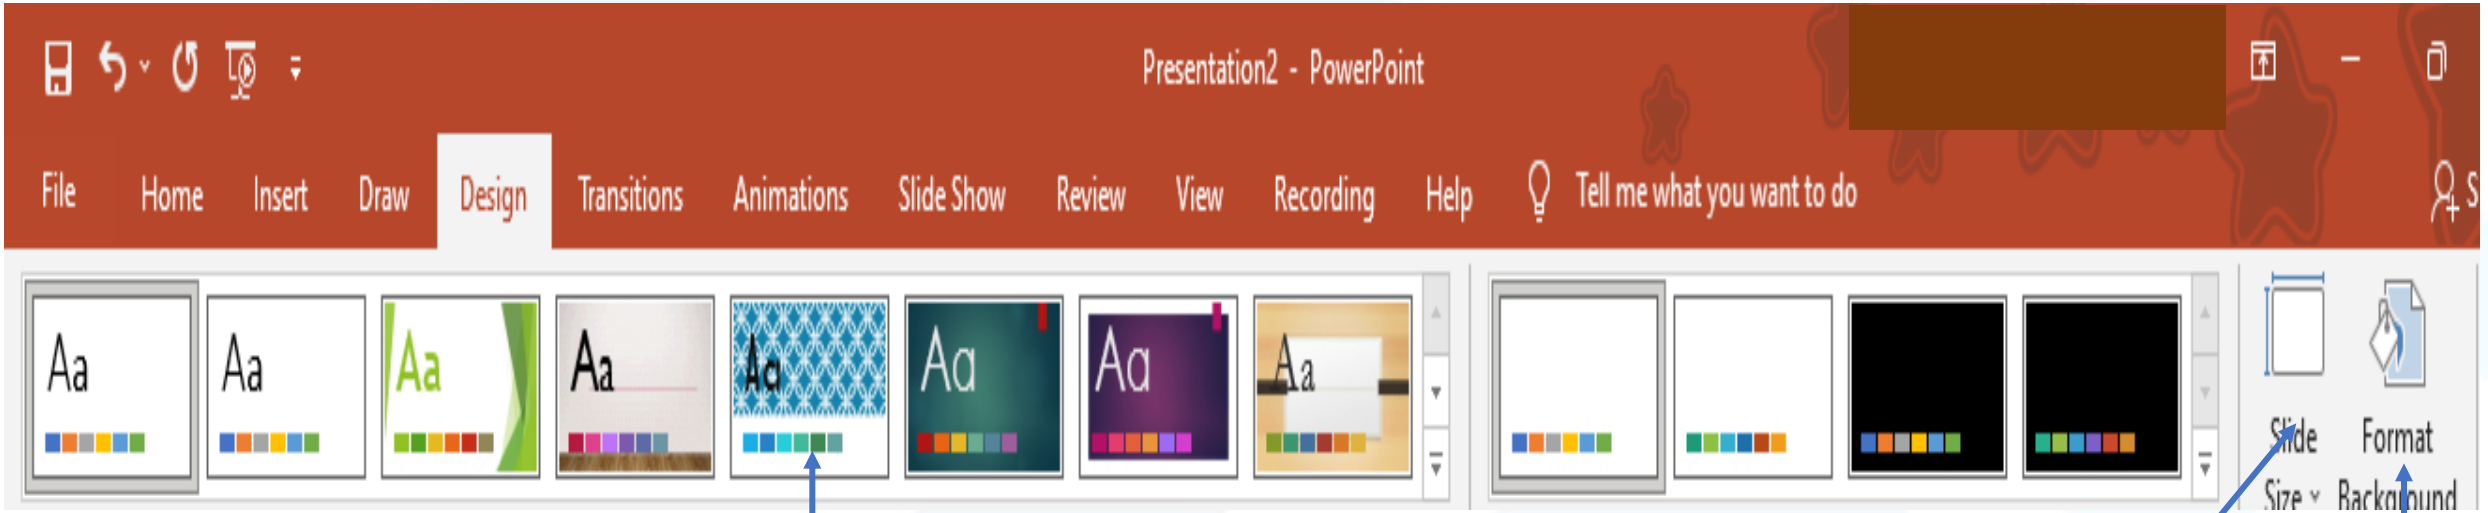 Presentation2 - PowerPoint
File Home Insert Draw Design Transitions Animations Slide Show Review View Recording Help Tell me what you want to do S
Aa Aa Aa Aa Aa Aa Aa Aa
Slide Format
Size Background